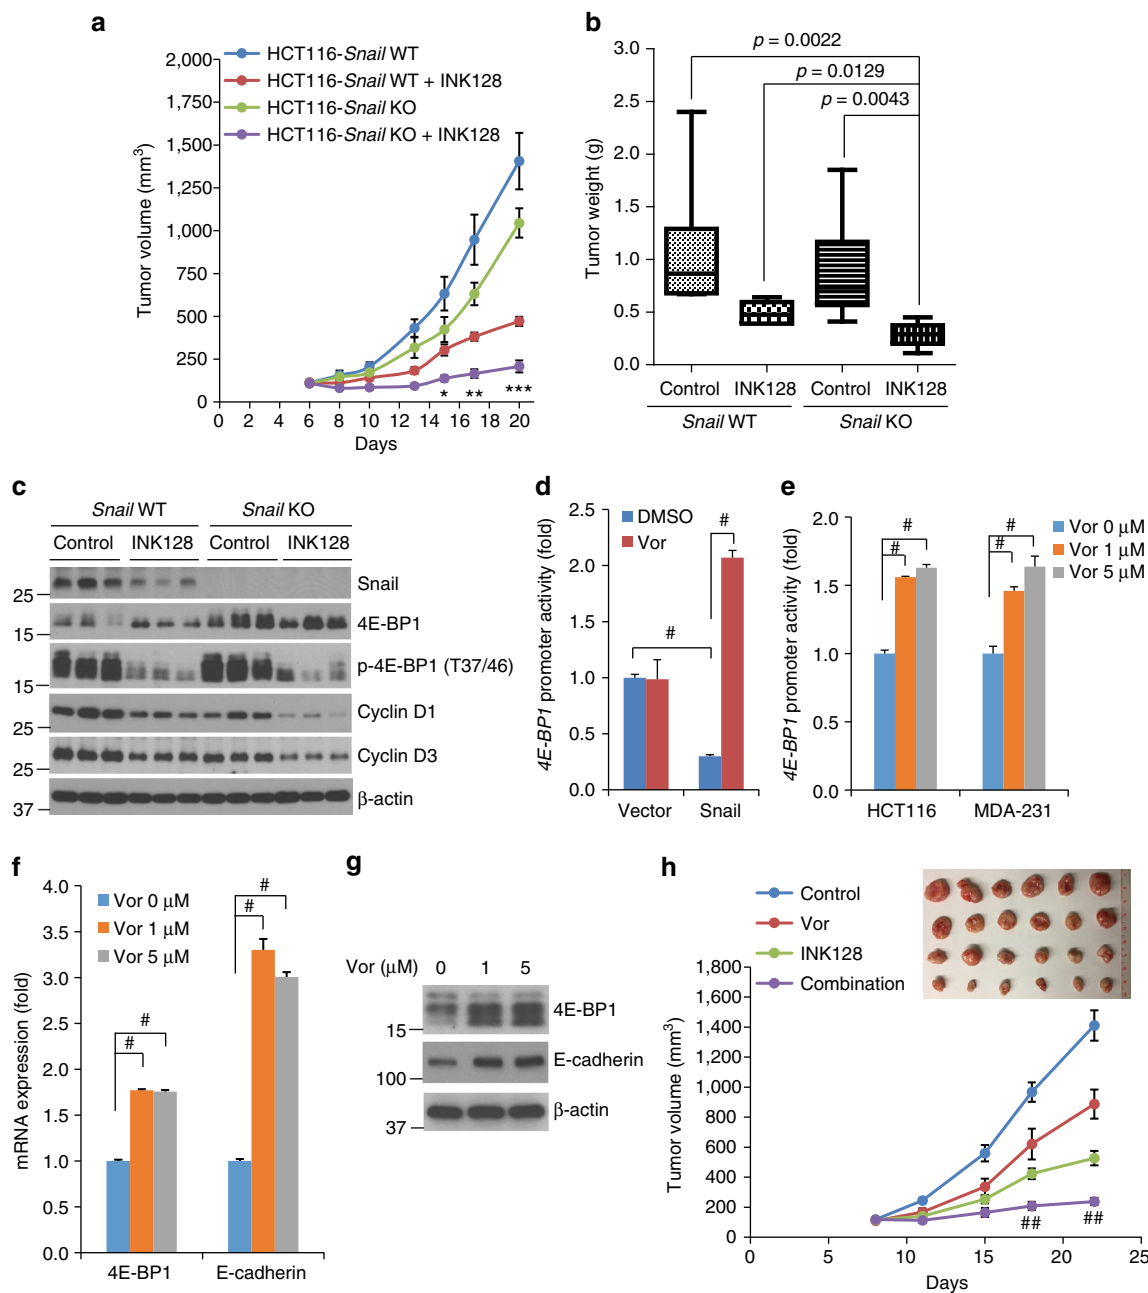 a
HCT116-Snail WT
HCT116-Snail WT + INK128
HCT116-Snail KO
HCT116-Snail KO + INK128
Tumor volume (mm3)
2,000
1,750
1,500
1,250
1,000
750
500
250
0
0 2 4 6 8 10 12 14 16 18 20
* ** ***
Days
b
Tumor weight (g)
3.0
2.5
2.0
1.5
1.0
0.5
0.0
p = 0.0022
p = 0.0129
p = 0.0043
Control INK128 Control INK128
Snail WT Snail KO
c
Snail WT Snail KO
Control INK128 Control INK128
25 Snail
15 4E-BP1
15 p-4E-BP1 (T37/46)
25 Cyclin D1
25 Cyclin D3
37 β-actin
d
4E-BP1 promoter activity (fold)
DMSO
Vor
2.5
2.0
1.5
1.0
0.5
0.0
#
#
Vector Snail
e
4E-BP1 promoter activity (fold)
Vor 0 μM
Vor 1 μM
Vor 5 μM
2.0
1.5
1.0
0.5
0.0
# #
# #
HCT116 MDA-231
f
mRNA expression (fold)
Vor 0 μM
Vor 1 μM
Vor 5 μM
4.0
3.5
3.0
2.5
2.0
1.5
1.0
0.5
0.0
#
#
#
#
4E-BP1 E-cadherin
g
Vor (μM) 0 1 5
15 4E-BP1
100 E-cadherin
37 β-actin
h
Control
Vor
INK128
Combination
Tumor volume (mm3)
1,800
1,600
1,400
1,200
1,000
800
600
400
200
0
0 5 10 15 20 25
## ##
Days